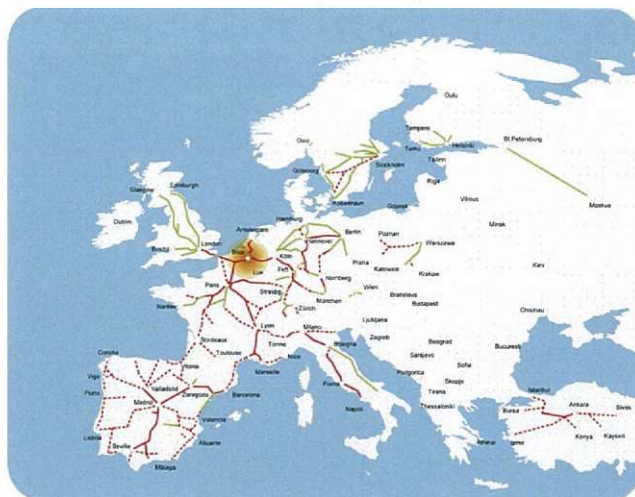 Oulu
Tampere
Turku
Helsinki
St.Petersburg
Oslo
Stockholm
Tallinn
Göteborg
Riga
Moskva
Glasgow
Edinburgh
Kobenhavn
Vilnius
Dublin
Gdansk
Minsk
Hamburg
Amsterdam
Berlin
Hannover
Poznan
Warszawa
Bristol
London
Köln
Kiev
Praha
Katowice
Krakow
Lux
Nürnberg
Paris
Strasbg
Wien
Bratislava
München
Budapest
Nantes
Zürich
Chisinau
Ljubljana
Lyon
Milano
Zagreb
Bordeaux
Torino
Bologna
Beograd
Bucuresti
Coruña
Toulouse
Nice
Sarajevo
Vigo
Vitoria
Marseille
Sofia
Podgorica
Valladolid
Zaragoza
Barcelona
Roma
Skopje
Istanbul
Porto
Madrid
Tirana
Bursa
Ankara
Sivas
Napoli
Thessaloniki
Valencia
Lisboa
Alicante
Konya
Kayseri
Seville
Izmir
Málaga